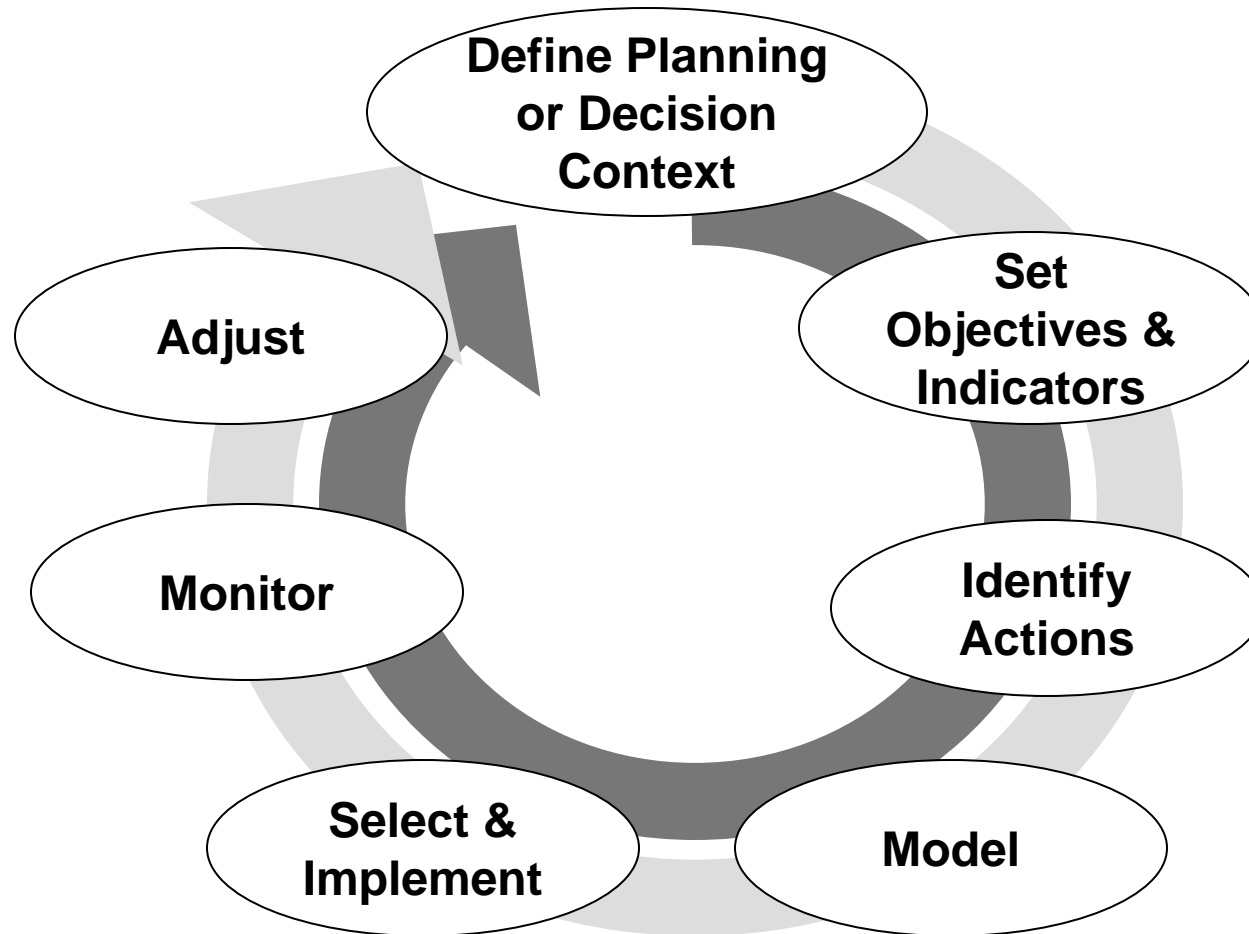 Define Planning
or Decision
Context
Set
Objectives &
Indicators
Identify
Actions
Model
Select &
Implement
Monitor
Adjust